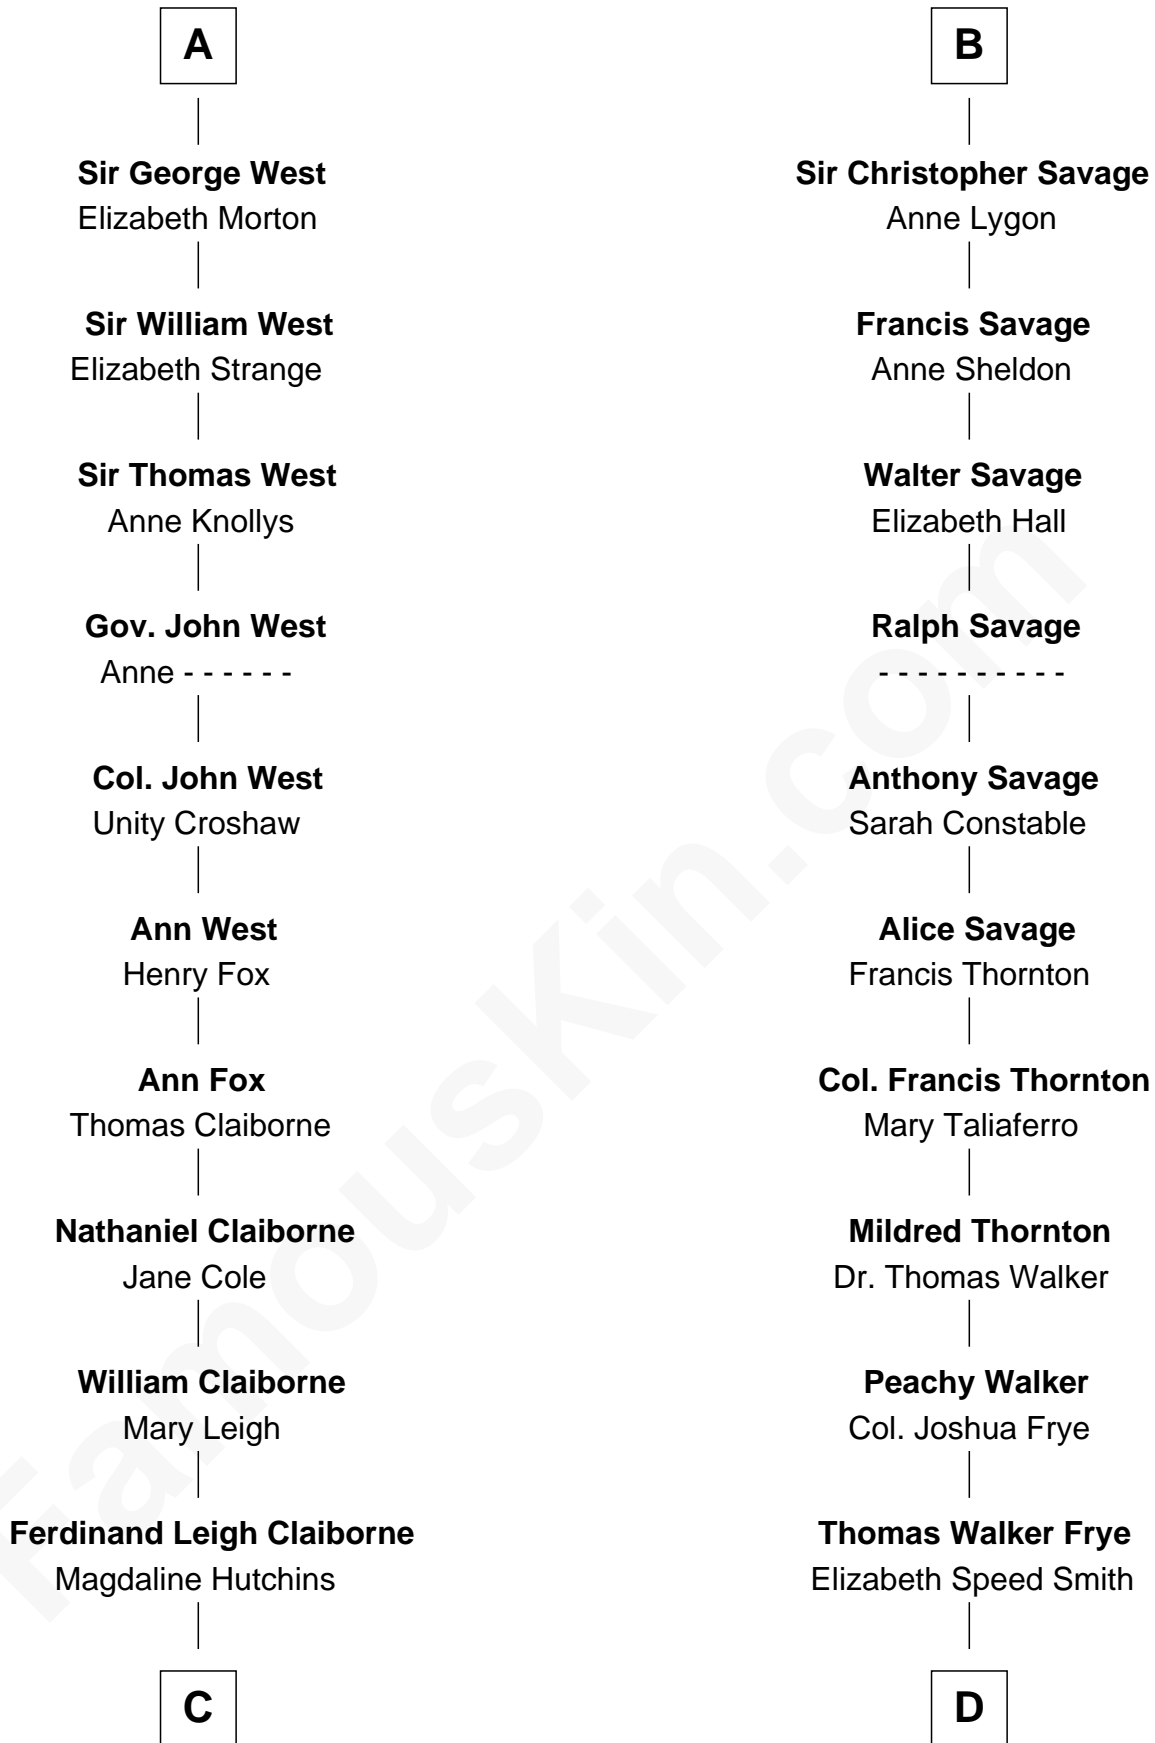 A
Sir George West
Elizabeth Morton
Sir William West
Elizabeth Strange
Sir Thomas West
Anne Knollys
Gov. John West
Anne - - - - - -
Col. John West
Unity Croshaw
Ann West
Henry Fox
Ann Fox
Thomas Claiborne
Nathaniel Claiborne
Jane Cole
William Claiborne
Mary Leigh
Ferdinand Leigh Claiborne
Magdaline Hutchins
C
B
Sir Christopher Savage
Anne Lygon
Francis Savage
Anne Sheldon
Walter Savage
Elizabeth Hall
Ralph Savage
- - - - - - - - - -
Anthony Savage
Sarah Constable
Alice Savage
Francis Thornton
Col. Francis Thornton
Mary Taliaferro
Mildred Thornton
Dr. Thomas Walker
Peachy Walker
Col. Joshua Frye
Thomas Walker Frye
Elizabeth Speed Smith
D
FamousKin.com